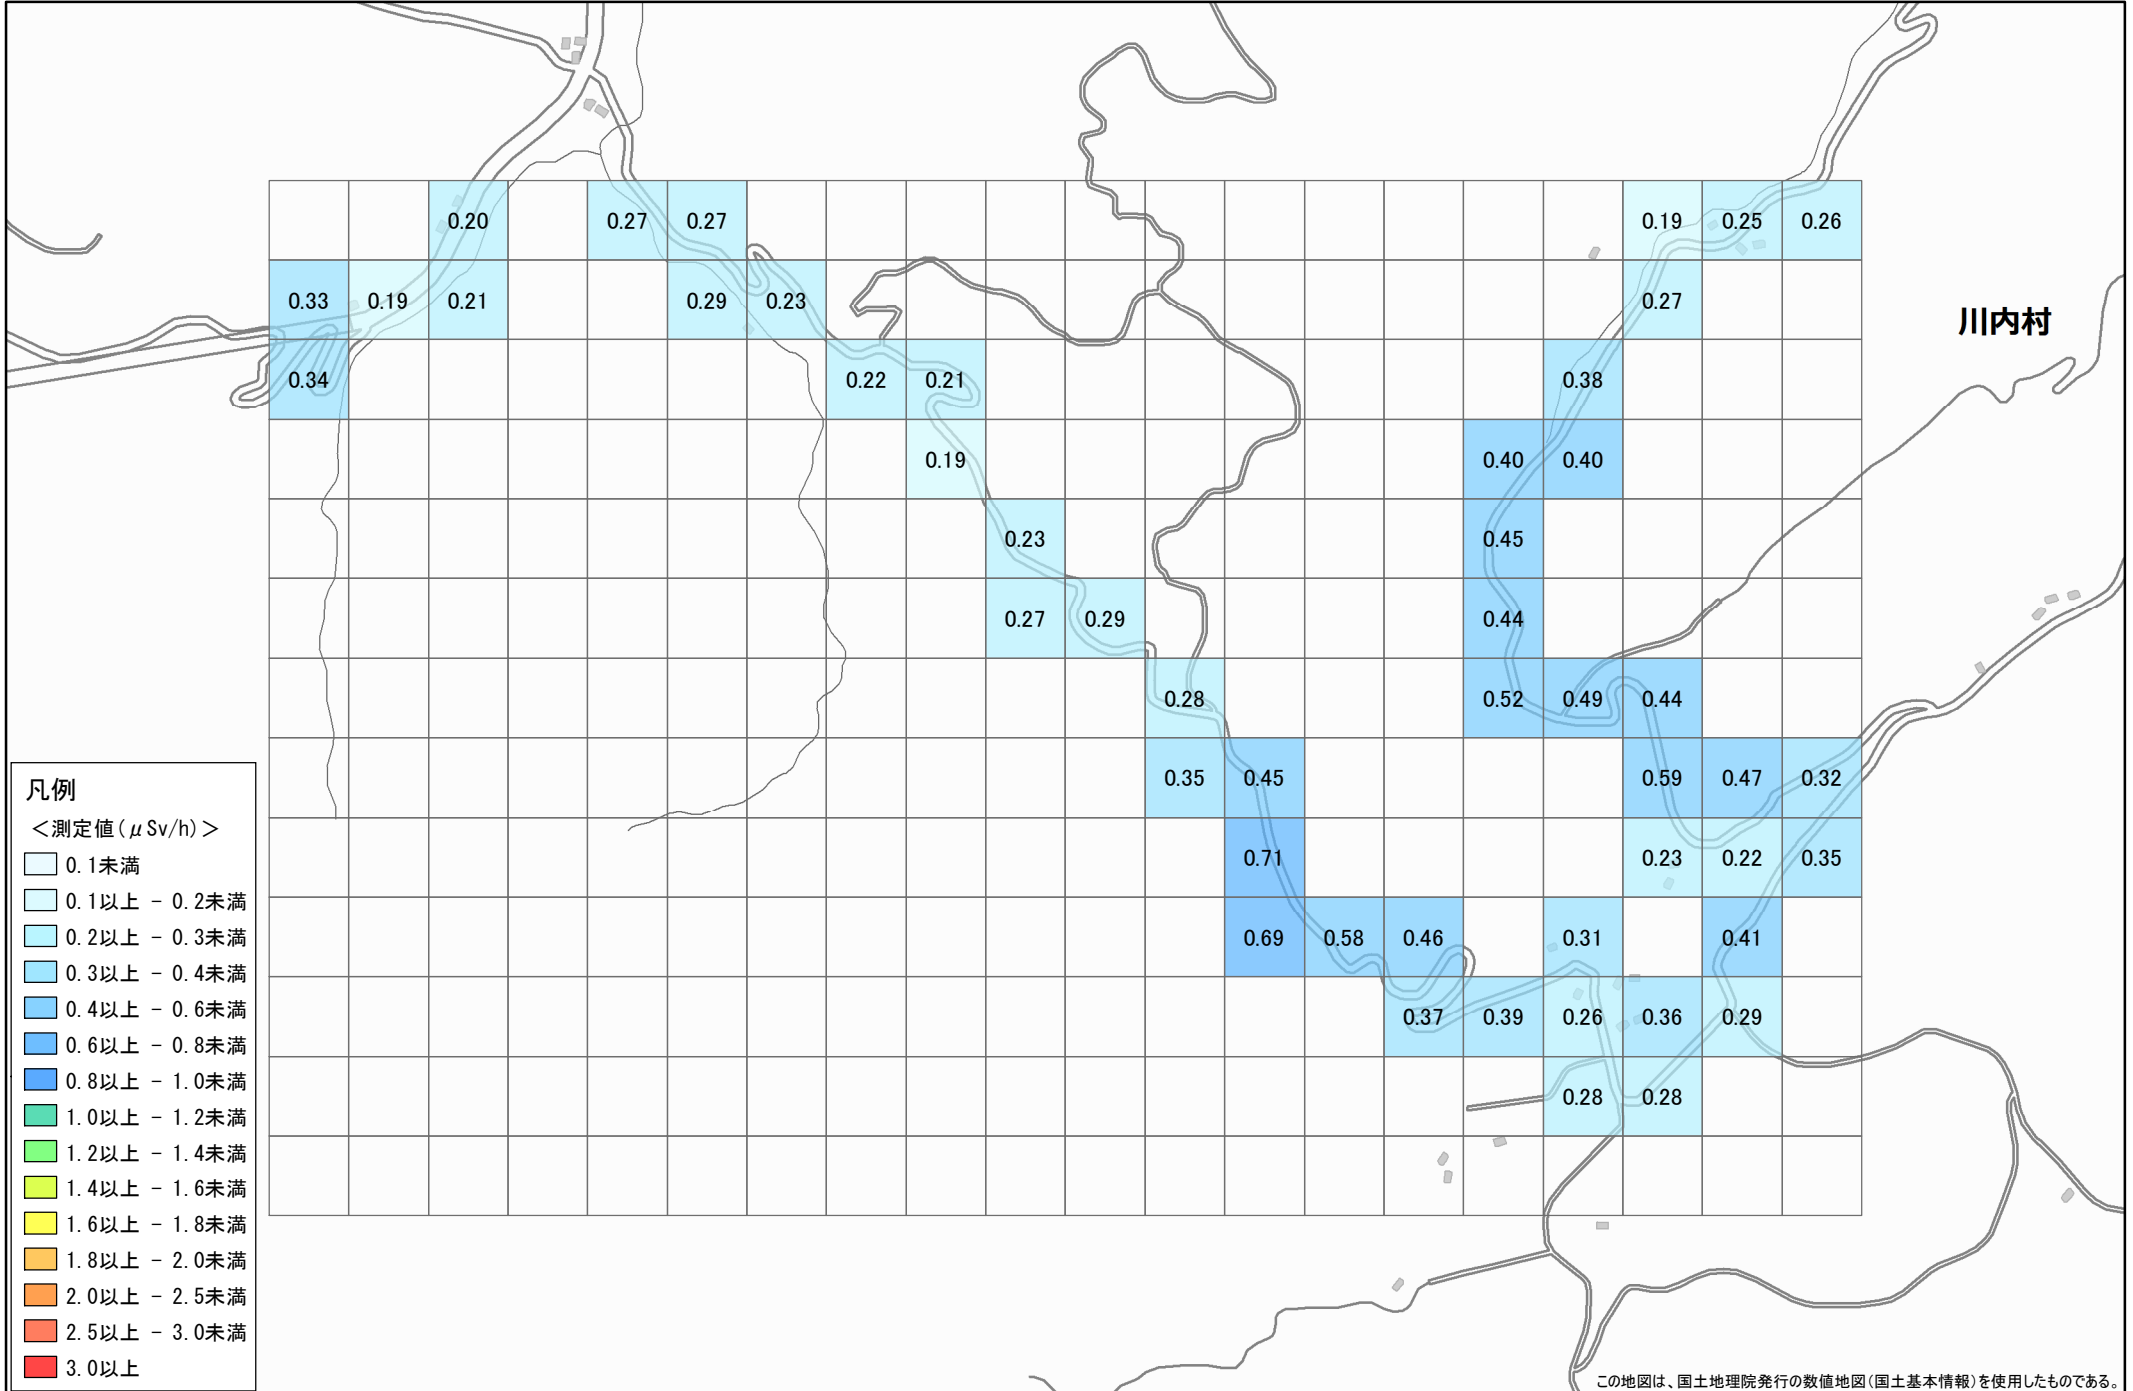 0.20 0.27 0.27 0.19 0.25 0.26
0.33 0.19 0.21 0.29 0.23 0.27
川内村
0.34 0.22 0.21 0.38
0.19 0.40 0.40
0.23 0.45
0.27 0.29 0.44
0.28 0.52 0.49 0.44
0.35 0.45 0.59 0.47 0.32
0.71 0.23 0.22 0.35
0.69 0.58 0.46 0.31 0.41
0.37 0.39 0.26 0.36 0.29
0.28 0.28
凡例
<測定値(μSv/h)>
0.1未満
0.1以上 - 0.2未満
0.2以上 - 0.3未満
0.3以上 - 0.4未満
0.4以上 - 0.6未満
0.6以上 - 0.8未満
0.8以上 - 1.0未満
1.0以上 - 1.2未満
1.2以上 - 1.4未満
1.4以上 - 1.6未満
1.6以上 - 1.8未満
1.8以上 - 2.0未満
2.0以上 - 2.5未満
2.5以上 - 3.0未満
3.0以上
この地図は、国土地理院発行の数値地図(国土基本情報)を使用したものである。